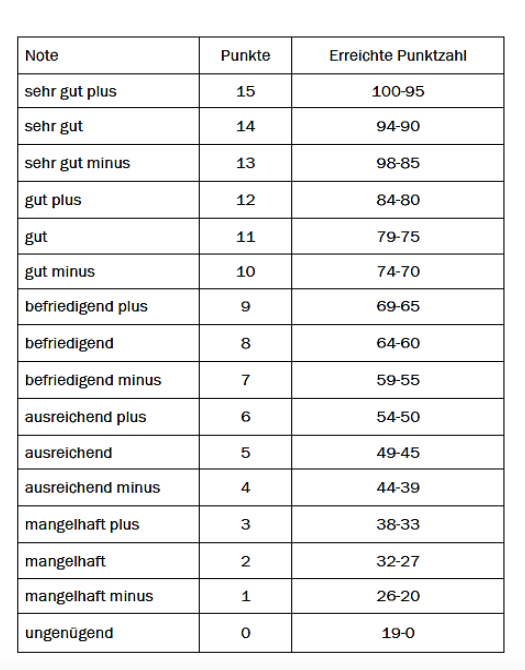 Note Punkte Erreichte Punktzahl
sehr gut plus 15 100-95
sehr gut 14 94-90
sehr gut minus 13 98-85
gut plus 12 84-80
gut 11 79-75
gut minus 10 74-70
befriedigend plus 9 69-65
befriedigend 8 64-60
befriedigend minus 7 59-55
ausreichend plus 6 54-50
ausreichend 5 49-45
ausreichend minus 4 44-39
mangelhaft plus 3 38-33
mangelhaft 2 32-27
mangelhaft minus 1 26-20
ungenügend 0 19-0